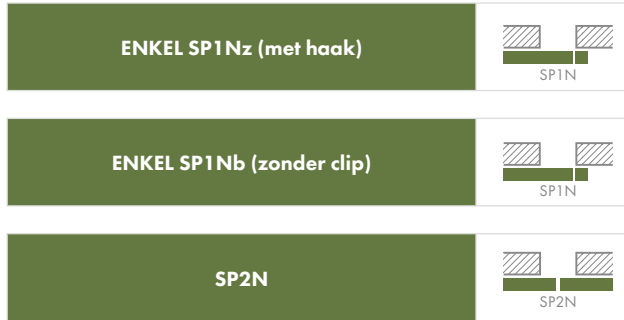 ENKEL SP1Nz (met haak)
SP1N
ENKEL SP1Nb (zonder clip)
SP1N
SP2N
SP2N